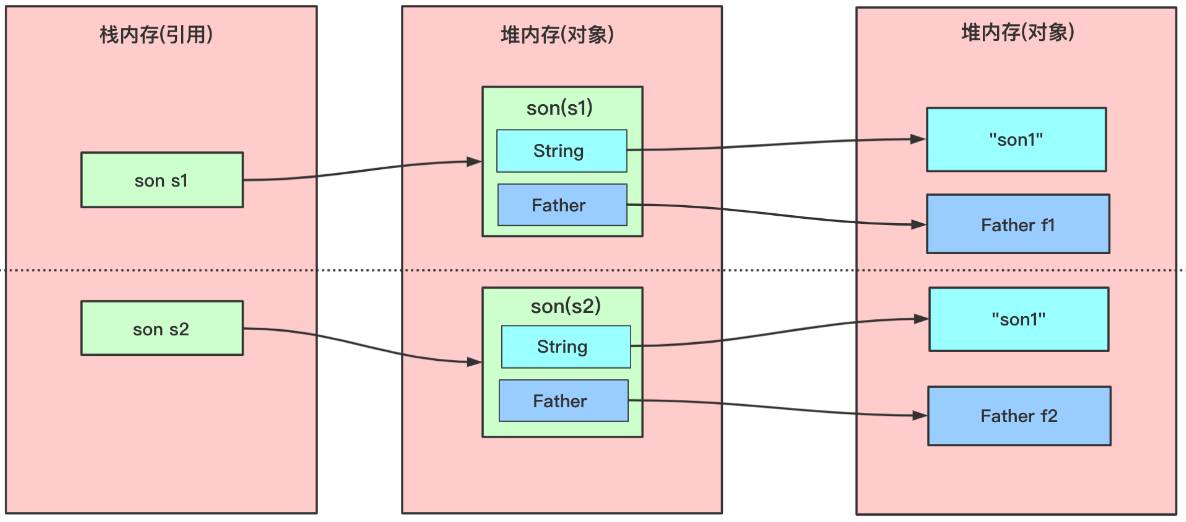 栈内存(引用)
堆内存(对象)
堆内存(对象)
son s1
son(s1)
String
Father
"son1"
Father f1
son s2
son(s2)
String
Father
"son1"
Father f2